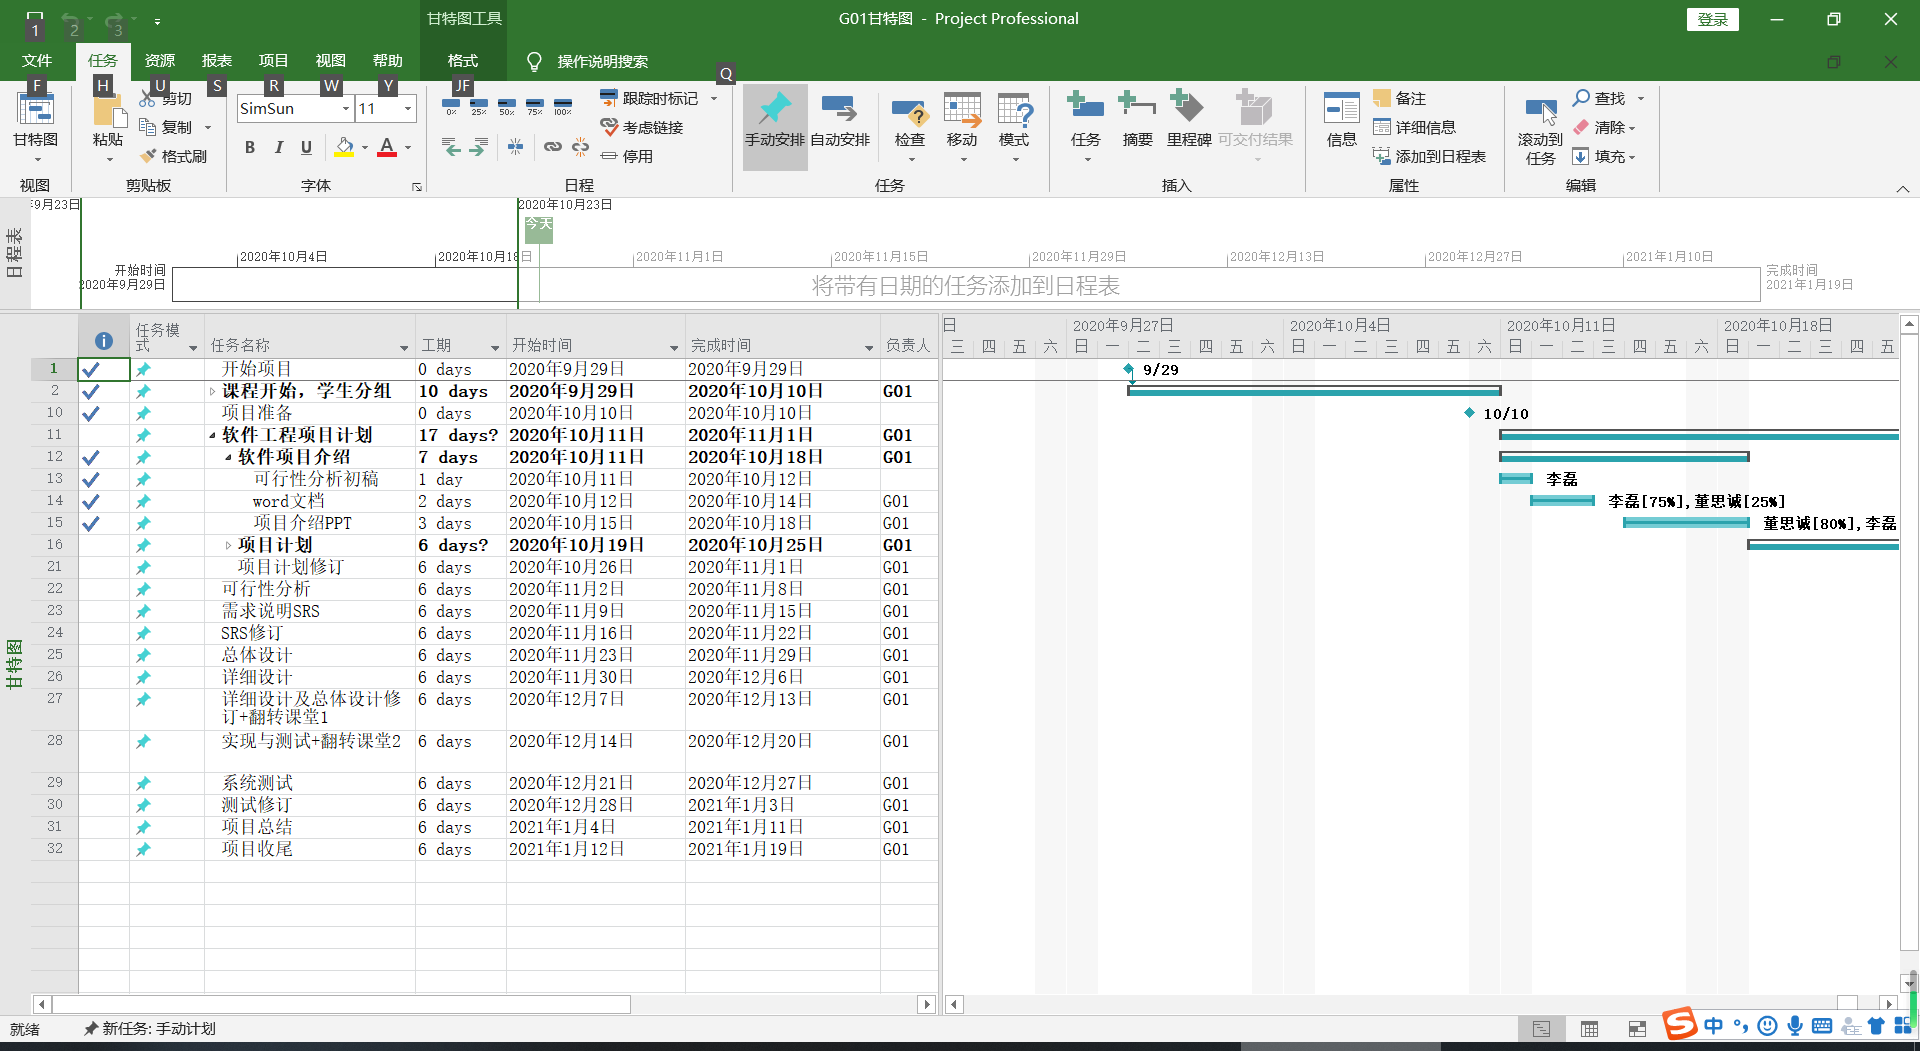 甘特图工具
G01甘特图 - Project Professional
登录
1 2 3
文件 任务 资源 报表 项目 视图 帮助 格式 操作说明搜索
F H U S R W Y JF Q
甘特图
粘贴
剪切
复制
格式刷
SimSun 11
B I U A
0% 25% 50% 75% 100%
跟踪时标记
考虑链接
停用
手动安排 自动安排 检查 移动 模式
任务 摘要 里程碑 可交付结果
信息
备注
详细信息
添加到日程表
滚动到
任务
查找
清除
填充
视图 剪贴板 字体 日程 任务 插入 属性 编辑
日程表
9月23日 2020年10月23日
今天
2020年10月4日 2020年10月18日 2020年11月1日 2020年11月15日 2020年11月29日 2020年12月13日 2020年12月27日 2021年1月10日
开始时间
2020年9月29日
将带有日期的任务添加到日程表
完成时间
2021年1月19日
甘特图
任务模式 任务名称 工期 开始时间 完成时间 负责人
日 2020年9月27日 2020年10月4日 2020年10月11日 2020年10月18日
三 四 五 六 日 一 二 三 四 五 六 日 一 二 三 四 五 六 日 一 二 三 四 五 六 日 一 二 三 四 五
1 开始项目 0 days 2020年9月29日 2020年9月29日 9/29
2 课程开始，学生分组 10 days 2020年9月29日 2020年10月10日 G01
10 项目准备 0 days 2020年10月10日 2020年10月10日 10/10
11 软件工程项目计划 17 days? 2020年10月11日 2020年11月1日 G01
12 软件项目介绍 7 days 2020年10月11日 2020年10月18日 G01
13 可行性分析初稿 1 day 2020年10月11日 2020年10月12日 李磊
14 word文档 2 days 2020年10月12日 2020年10月14日 G01 李磊[75%],董思诚[25%]
15 项目介绍PPT 3 days 2020年10月15日 2020年10月18日 G01 董思诚[80%],李磊
16 项目计划 6 days? 2020年10月19日 2020年10月25日 G01
21 项目计划修订 6 days 2020年10月26日 2020年11月1日 G01
22 可行性分析 6 days 2020年11月2日 2020年11月8日 G01
23 需求说明SRS 6 days 2020年11月9日 2020年11月15日 G01
24 SRS修订 6 days 2020年11月16日 2020年11月22日 G01
25 总体设计 6 days 2020年11月23日 2020年11月29日 G01
26 详细设计 6 days 2020年11月30日 2020年12月6日 G01
27 详细设计及总体设计修订+翻转课堂1 6 days 2020年12月7日 2020年12月13日 G01
28 实现与测试+翻转课堂2 6 days 2020年12月14日 2020年12月20日 G01
29 系统测试 6 days 2020年12月21日 2020年12月27日 G01
30 测试修订 6 days 2020年12月28日 2021年1月3日 G01
31 项目总结 6 days 2021年1月4日 2021年1月11日 G01
32 项目收尾 6 days 2021年1月12日 2021年1月19日 G01
就绪 新任务: 手动计划
中